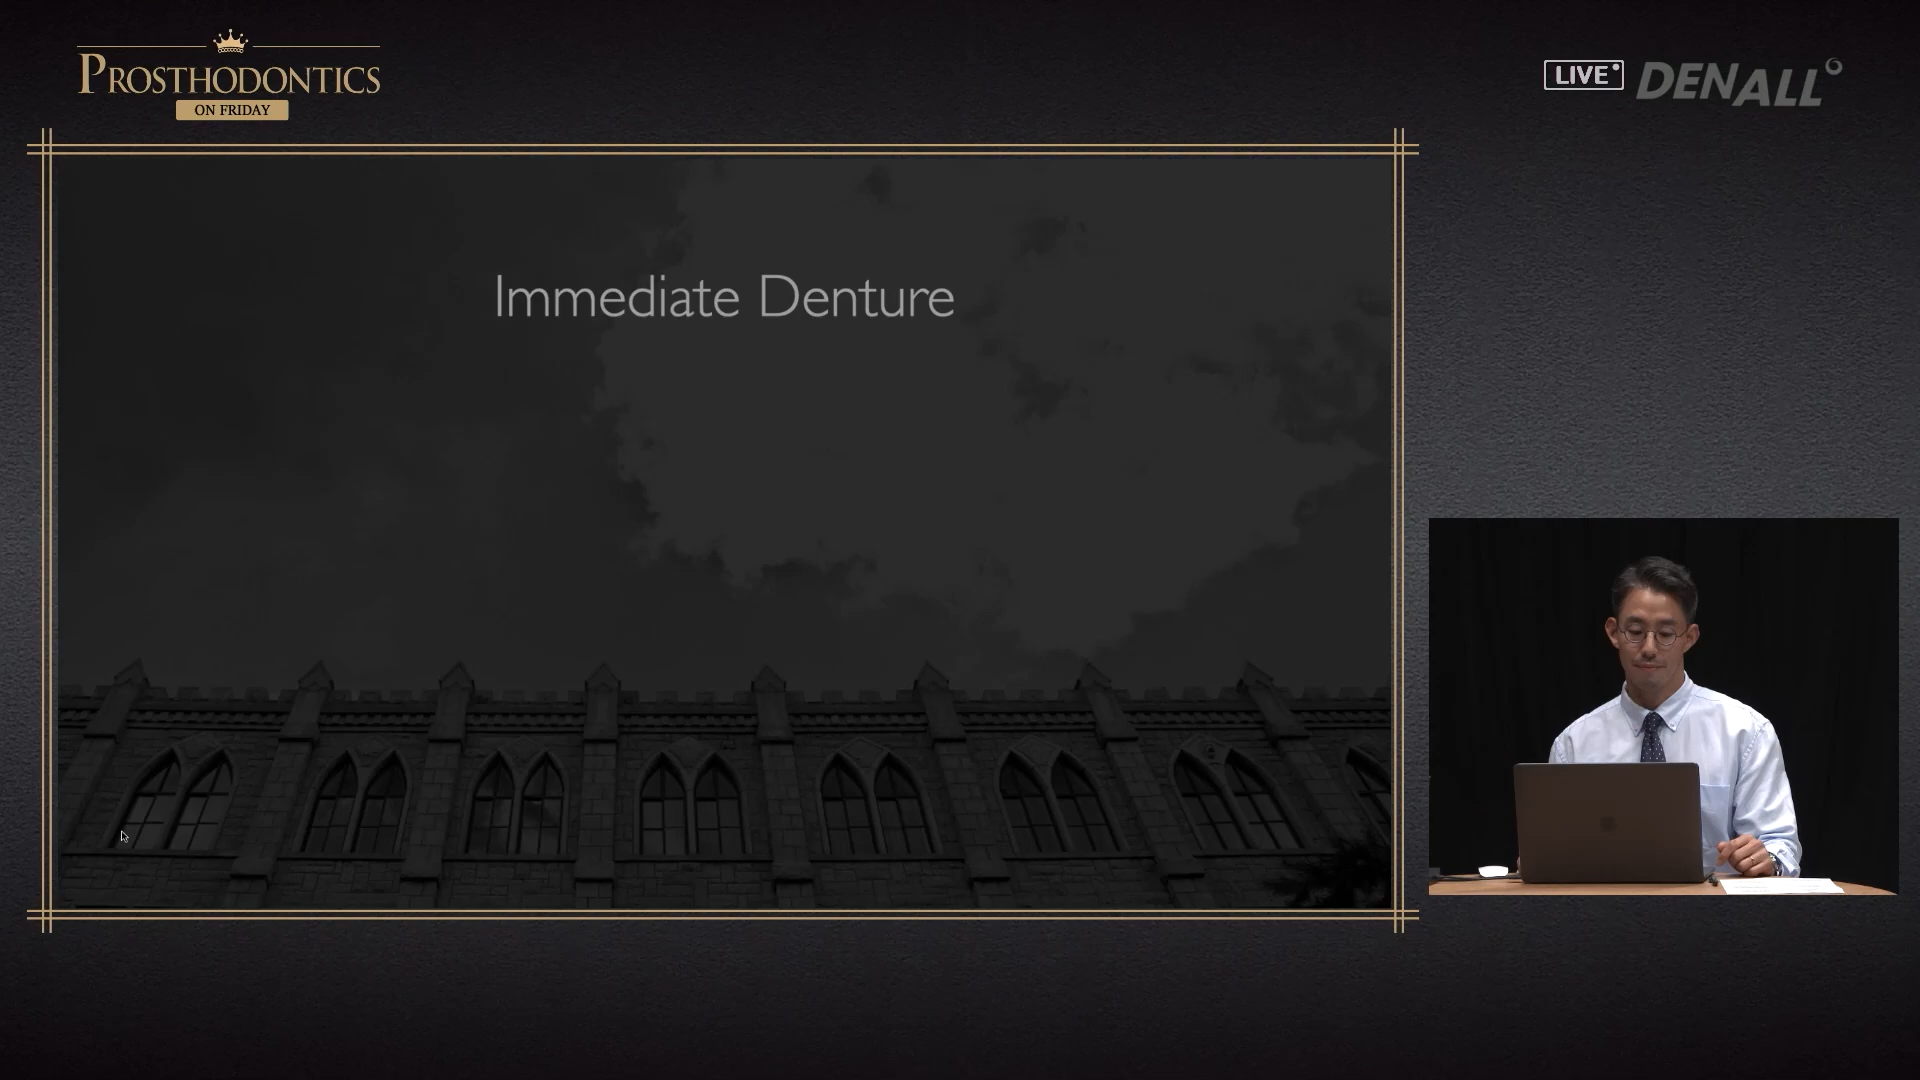 PROSTHODONTICS
ON FRIDAY
LIVE
DENALL
Immediate Denture